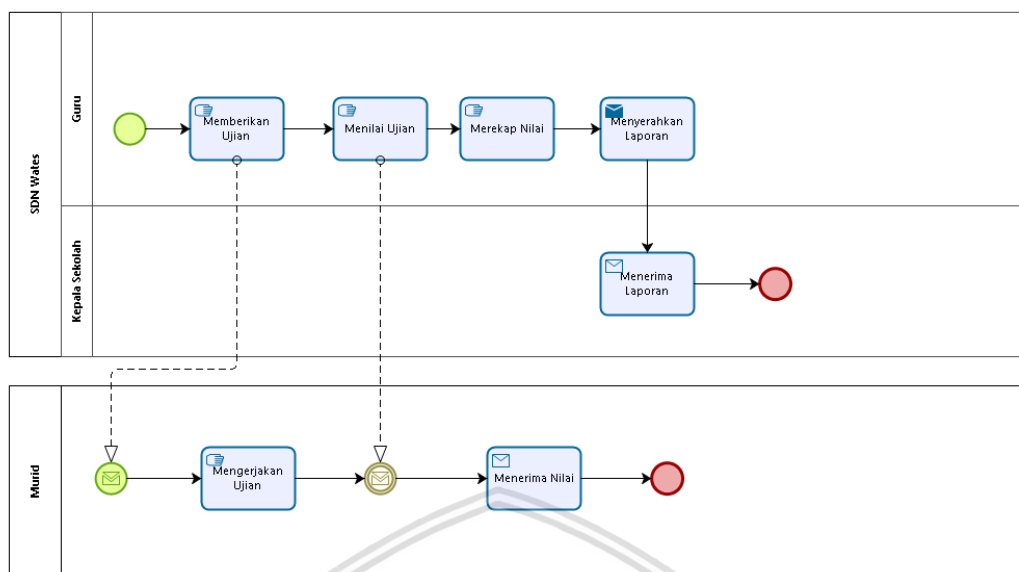 SDN Wates
Guru
Memberikan
Ujian
Menilai Ujian
Merekap Nilai
Menyerahkan
Laporan
Kepala Sekolah
Menerima
Laporan
Murid
Mengerjakan
Ujian
Menerima Nilai